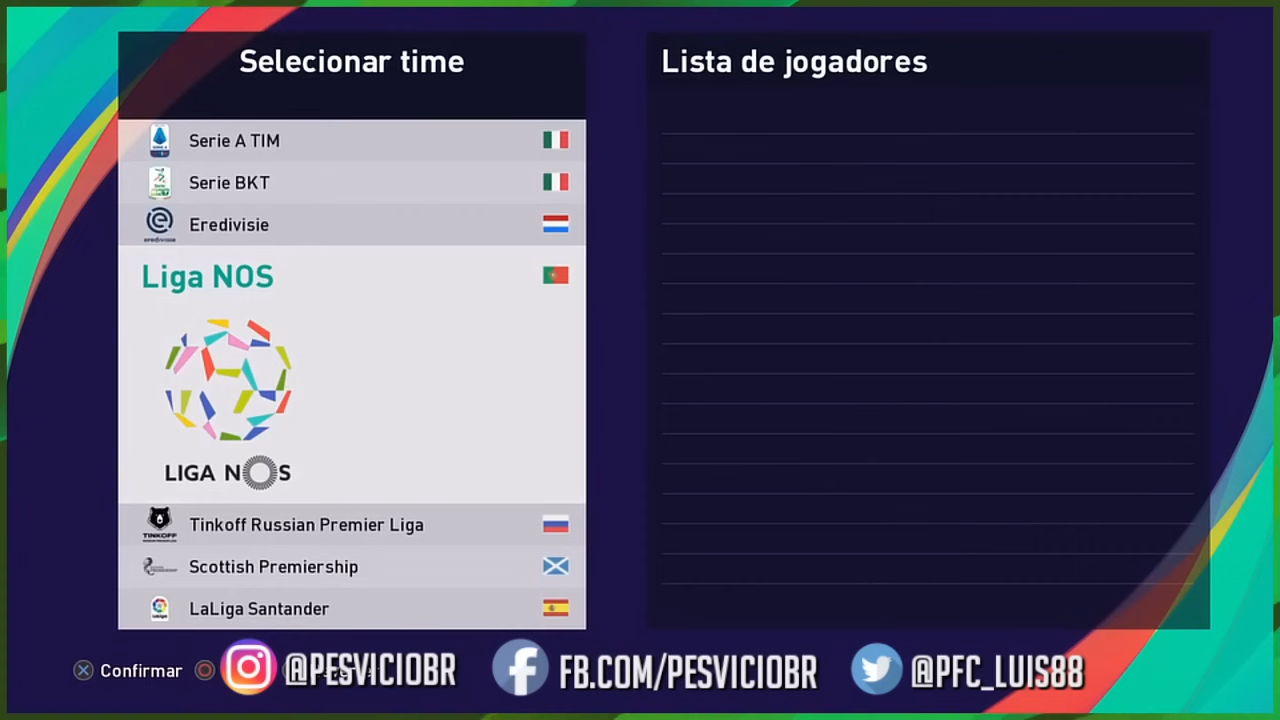 Selecionar time
Serie A TIM
Serie BKT
Eredivisie
Liga NOS
LIGA NOS
Tinkoff Russian Premier Liga
TINKOFF
Scottish Premiership
LaLiga Santander
Lista de jogadores
Confirmar
@PESVICIOBR
FB.COM/PESVICIOBR
@PFC_LUIS88